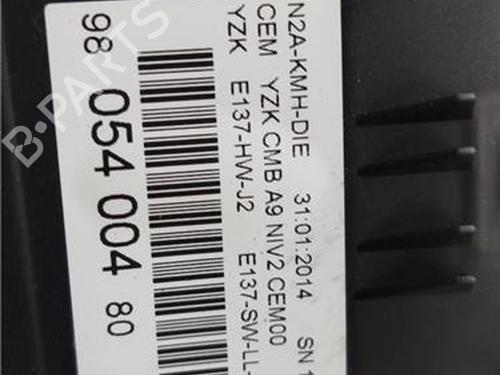 N2A-KMH-DIE 31:01:2014 SN 1
CEM YZK CMB A9 NIV2 CEM00
YZK E137-HW-J2 E137-SW-LL-
98 054 004 80
B-PARTS